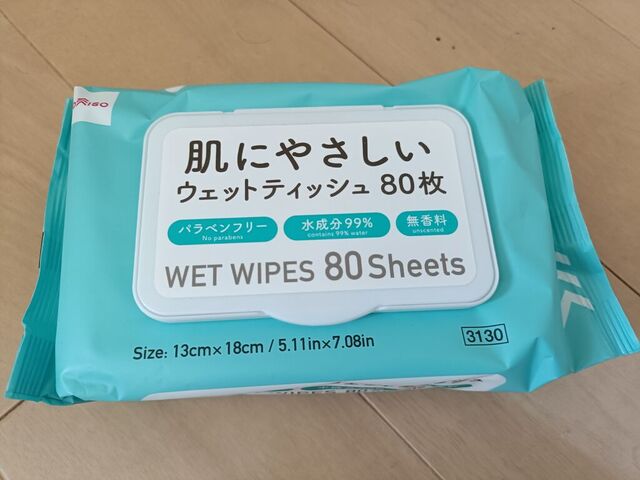 肌にやさしい
ウェットティッシュ 80枚
パラベンフリー
No parabens
水成分99%
contains 99% water
無香料
unscented
WET WIPES 80 Sheets
Size: 13cm×18cm / 5.11in×7.08in
3130